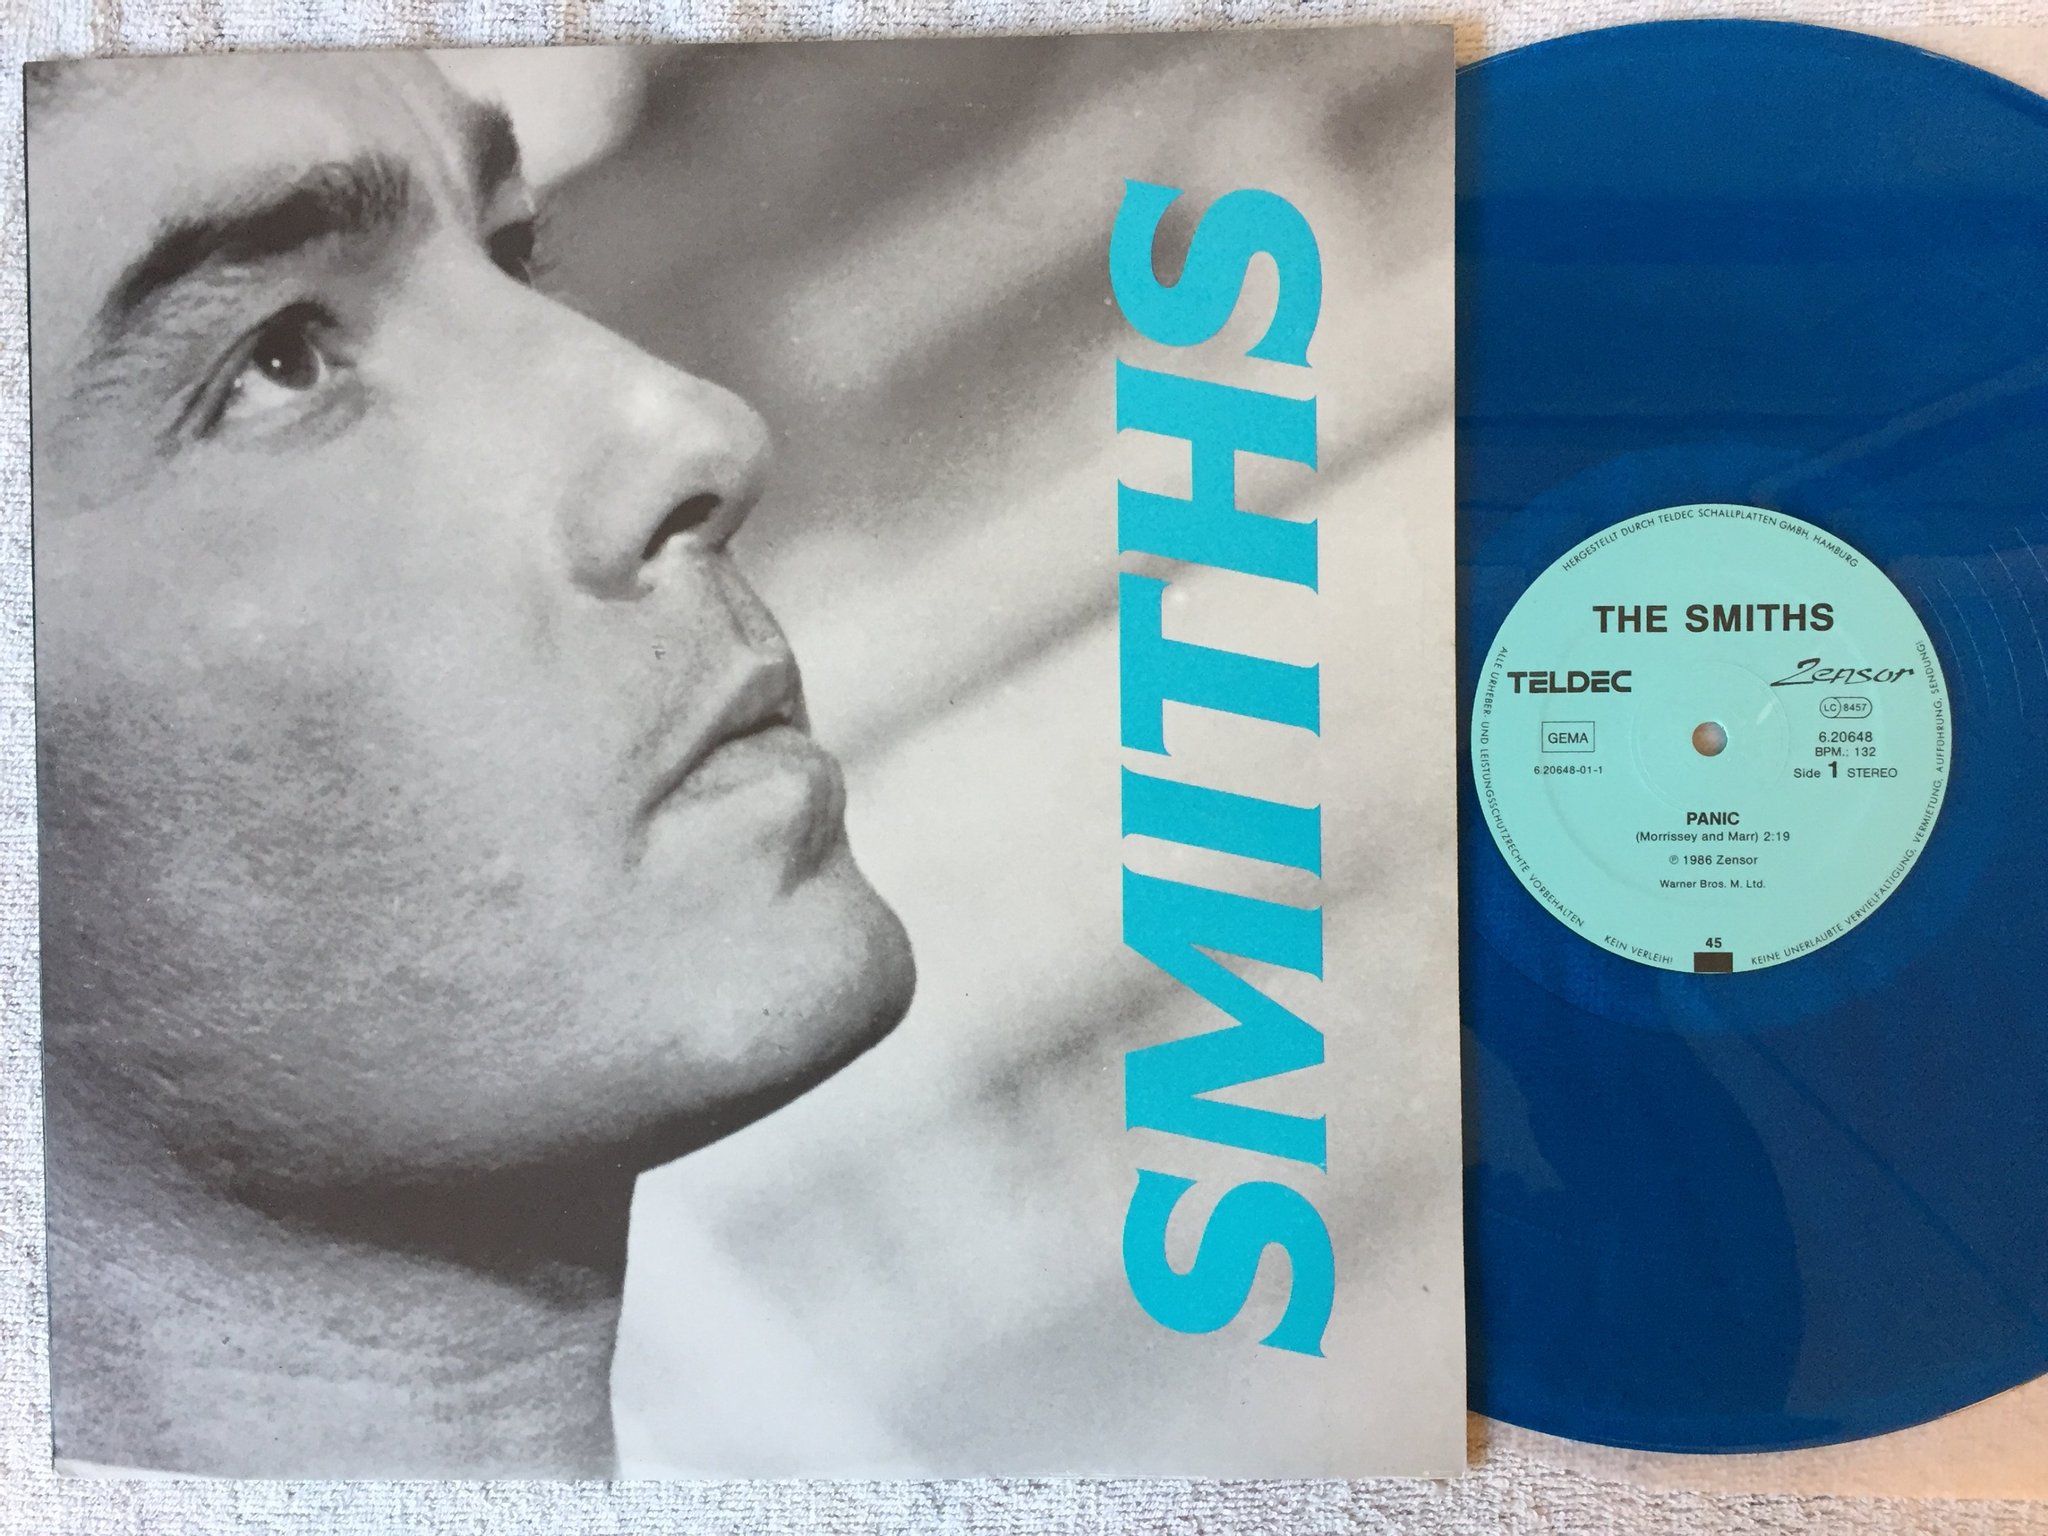 SMITHS
HERGESTELLT DURCH TELDEC SCHALLPLATTEN GMBH, HAMBURG
THE SMITHS
TELDEC
Zensor
LC 8457
GEMA
6.20648
BPM.: 132
6.20648-01-1
Side 1 STEREO
PANIC
(Morrissey and Marr) 2:19
℗ 1986 Zensor
Warner Bros. M. Ltd.
45
ALLE URHEBER- UND LEISTUNGSSCHUTZRECHTE VORBEHALTEN
KEIN VERLEIH!
KEINE UNERLAUBTE VERVIELFÄLTIGUNG, VERMIETUNG, AUFFÜHRUNG, SENDUNG!